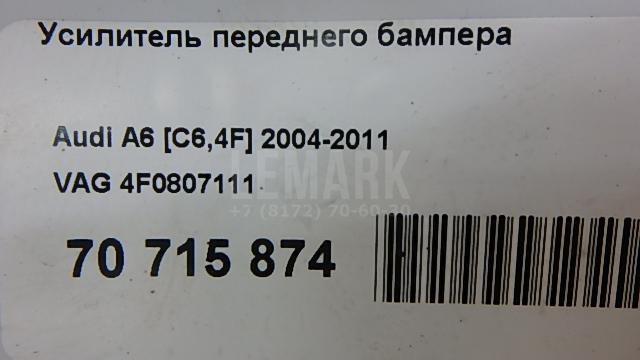 Усилитель переднего бампера
Audi A6 [C6,4F] 2004-2011
LEMARK
VAG 4F0807111
+7 (8172) 70-60-30
70 715 874